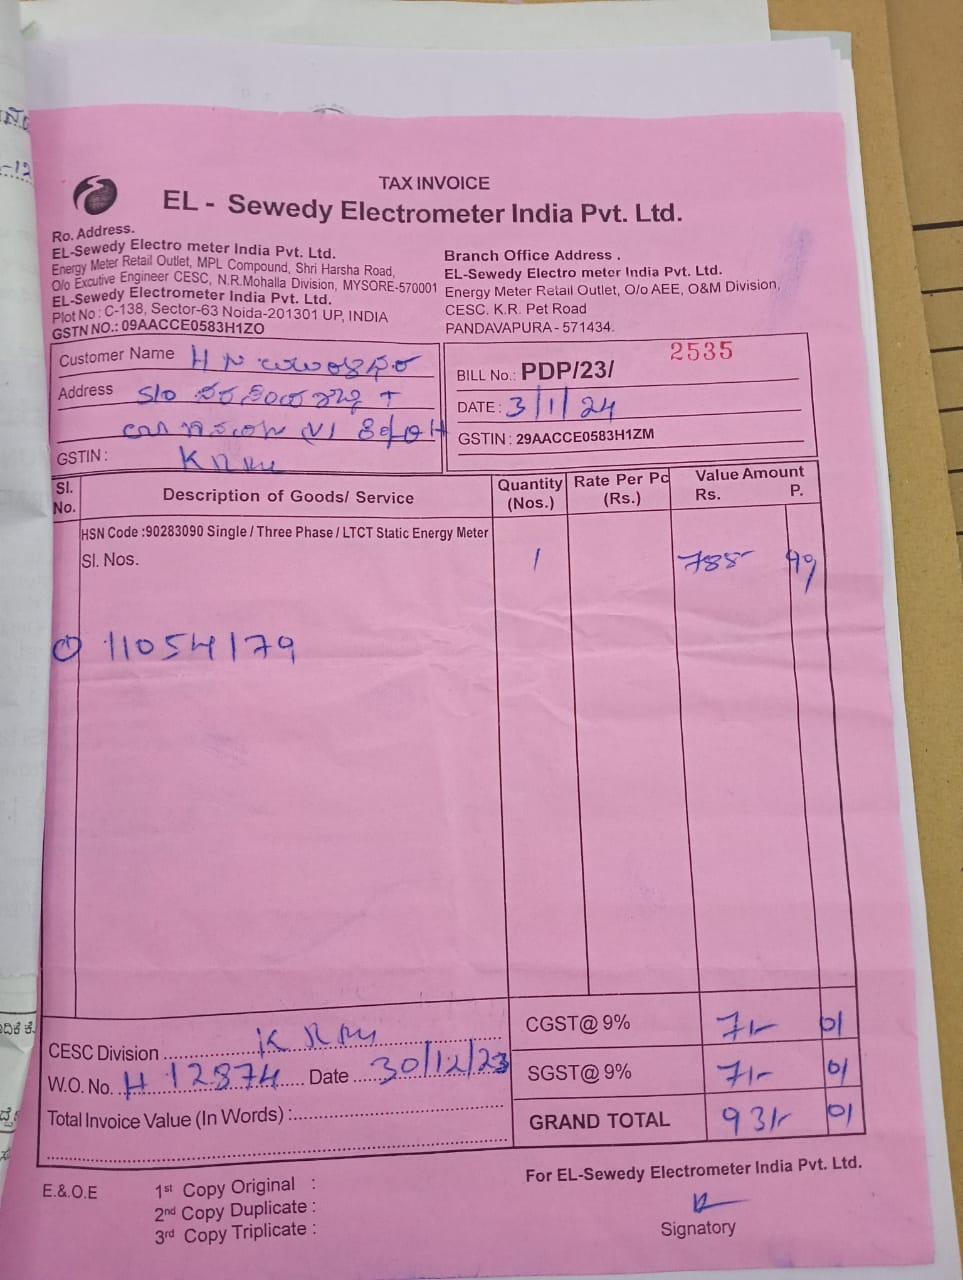 TAX INVOICE
EL - Sewedy Electrometer India Pvt. Ltd.
Ro. Address.
EL-Sewedy Electro meter India Pvt. Ltd.
Energy Meter Retail Outlet, MPL Compound, Shri Harsha Road,
O/o Excutive Engineer CESC, N.R.Mohalla Division, MYSORE-570001
EL-Sewedy Electrometer India Pvt. Ltd.
Plot No : C-138, Sector-63 Noida-201301 UP, INDIA
GSTN NO.: 09AACCE0583H1ZO
Branch Office Address .
EL-Sewedy Electro meter India Pvt. Ltd.
Energy Meter Retail Outlet, O/o AEE, O&M Division,
CESC. K.R. Pet Road
PANDAVAPURA - 571434.
Customer Name H N
Address S/o
GSTIN :
BILL No.: PDP/23/ 2535
DATE : 3/1/24
GSTIN : 29AACCE0583H1ZM
Sl. No. Description of Goods/ Service Quantity (Nos.) Rate Per Pc (Rs.) Value Amount Rs. P.
HSN Code :90283090 Single / Three Phase / LTCT Static Energy Meter
Sl. Nos. 1 788- 99
11054179
CESC Division
W.O. No. H 12874 Date 30/12/23
Total Invoice Value (In Words) :
CGST@ 9% 71- 01
SGST@ 9% 71- 01
GRAND TOTAL 931- 01
E.&.O.E
1st Copy Original :
2nd Copy Duplicate :
3rd Copy Triplicate :
For EL-Sewedy Electrometer India Pvt. Ltd.
Signatory